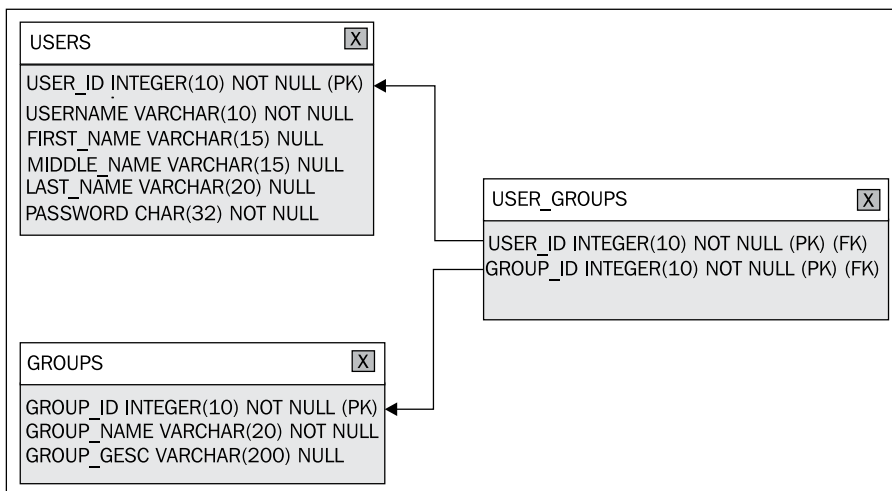 USERS X
USER_ID INTEGER(10) NOT NULL (PK)
USERNAME VARCHAR(10) NOT NULL
FIRST_NAME VARCHAR(15) NULL
MIDDLE_NAME VARCHAR(15) NULL
LAST_NAME VARCHAR(20) NULL
PASSWORD CHAR(32) NOT NULL
USER_GROUPS X
USER_ID INTEGER(10) NOT NULL (PK) (FK)
GROUP_ID INTEGER(10) NOT NULL (PK) (FK)
GROUPS X
GROUP_ID INTEGER(10) NOT NULL (PK)
GROUP_NAME VARCHAR(20) NOT NULL
GROUP_GESC VARCHAR(200) NULL